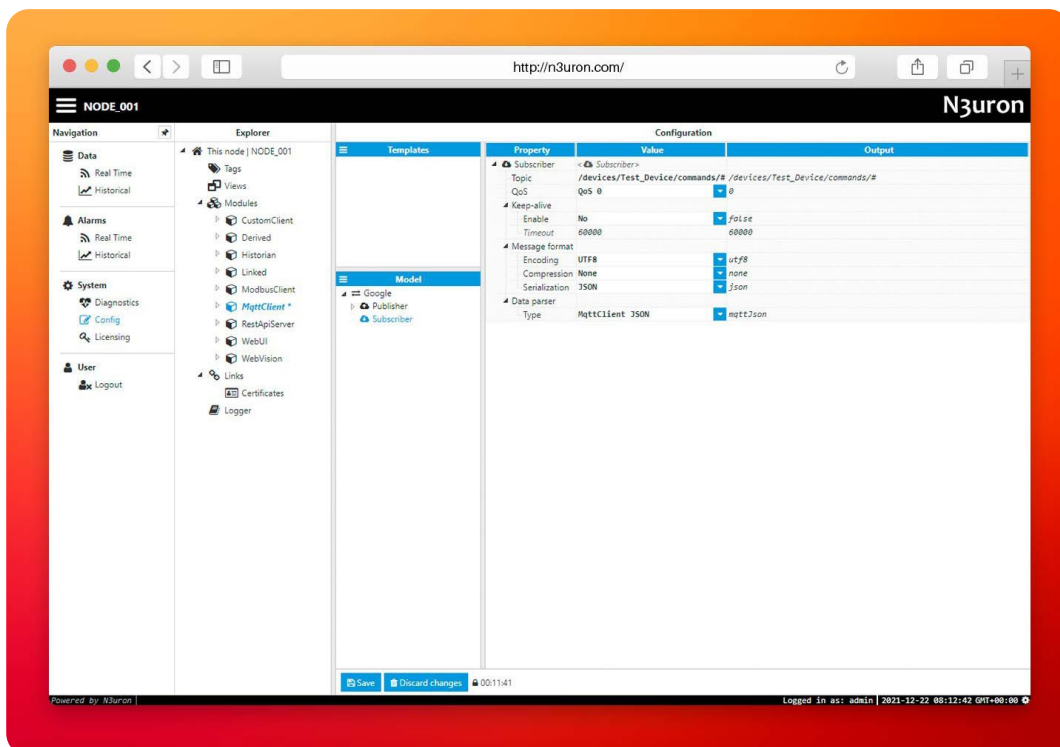 http://n3uron.com/
NODE_001
N3uron
Navigation
Data
Real Time
Historical
Alarms
Real Time
Historical
System
Diagnostics
Config
Licensing
User
Logout
Explorer
This node | NODE_001
Tags
Views
Modules
CustomClient
Derived
Historian
Linked
ModbusClient
MqttClient *
RestApiServer
WebUI
WebVision
Links
Certificates
Logger
Configuration
Templates
Model
Google
Publisher
Subscriber
Property Value Output
Subscriber < Subscriber>
Topic /devices/Test_Device/commands/# /devices/Test_Device/commands/#
QoS QoS 0 0
Keep-alive
Enable No false
Timeout 60000 60000
Message format
Encoding UTF8 utf8
Compression None none
Serialization JSON json
Data parser
Type MqttClient JSON mqttJson
Save Discard changes 00:11:41
Powered by N3uron | Logged in as: admin | 2021-12-22 08:12:42 GMT+00:00